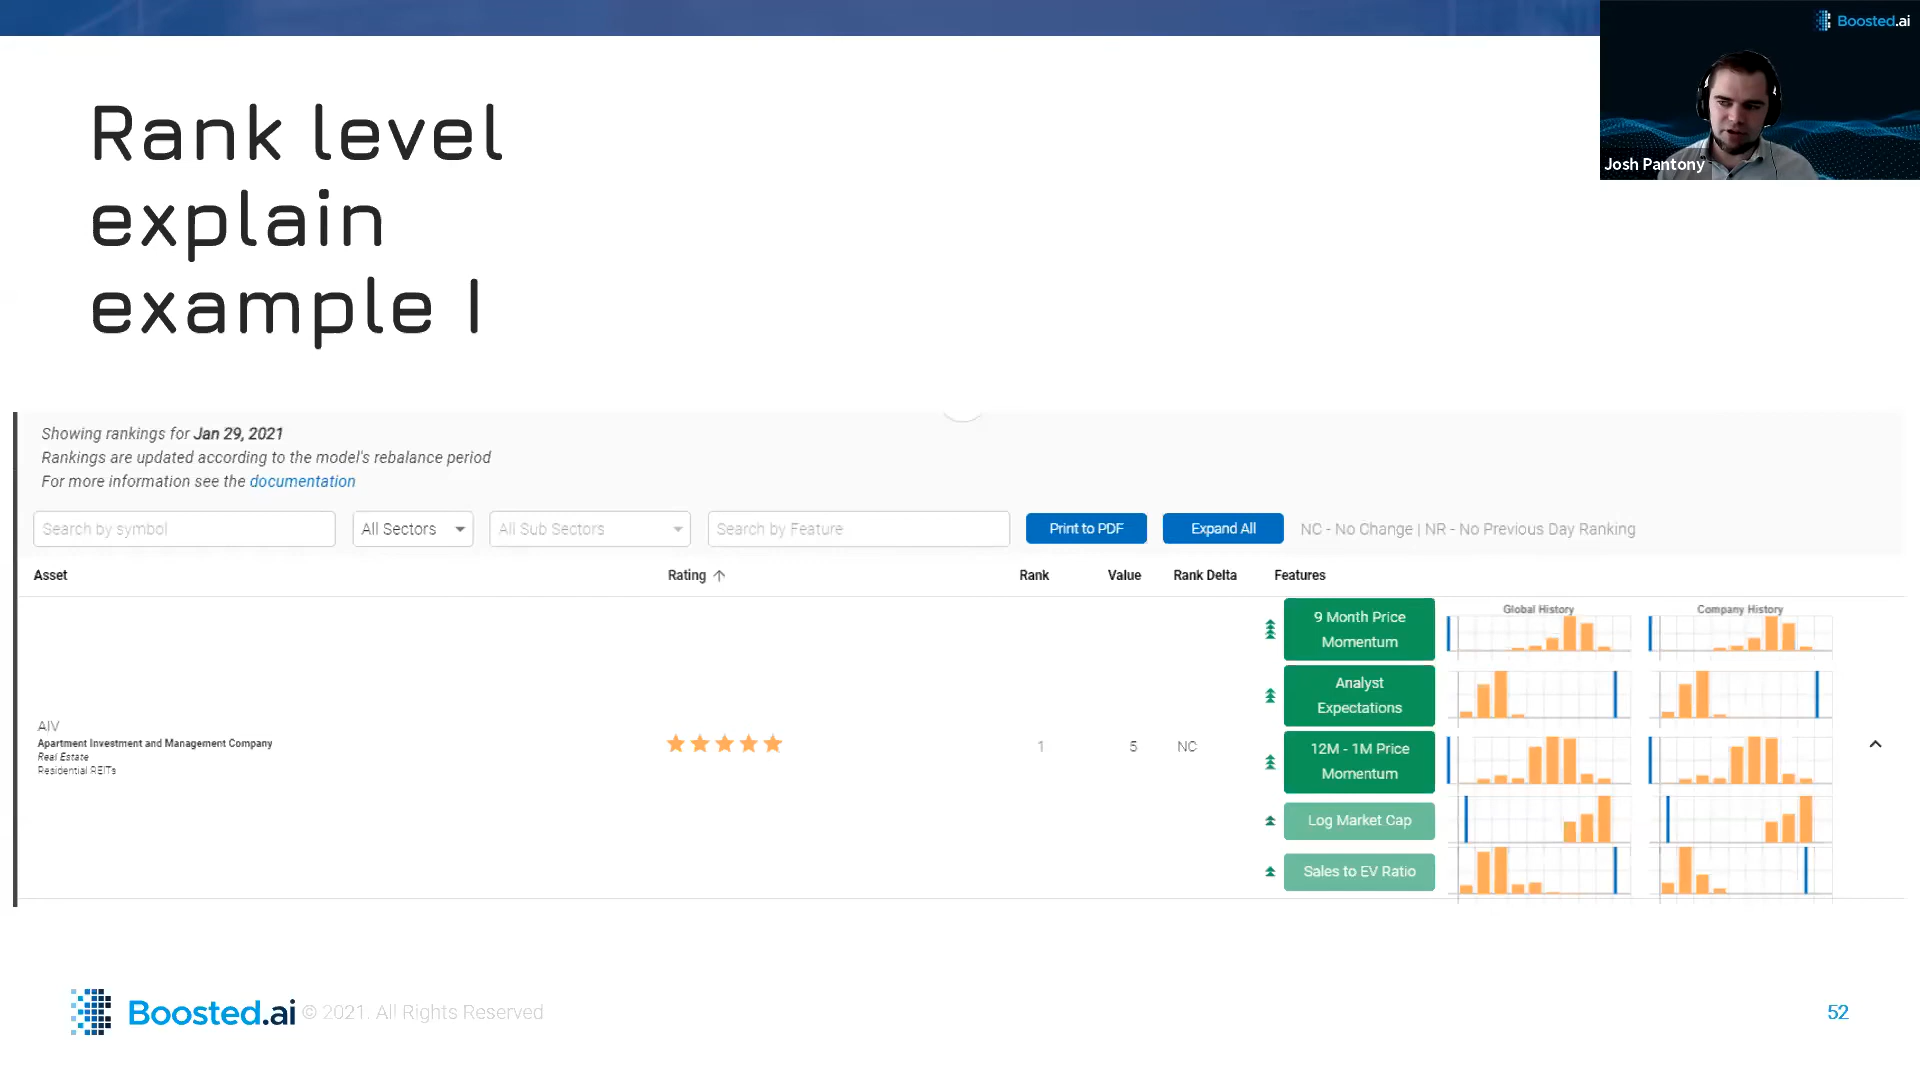 Boosted.ai
Josh Pantony
Rank level
explain
example I
Showing rankings for Jan 29, 2021
Rankings are updated according to the model's rebalance period
For more information see the documentation
Search by symbol
All Sectors
All Sub Sectors
Search by Feature
Print to PDF
Expand All
NC - No Change | NR - No Previous Day Ranking
Asset
Rating
Rank
Value
Rank Delta
Features
AIV
Apartment Investment and Management Company
Real Estate
Residential REITs
1
5
NC
Global History
Company History
9 Month Price
Momentum
Analyst
Expectations
12M - 1M Price
Momentum
Log Market Cap
Sales to EV Ratio
Boosted.ai © 2021. All Rights Reserved
52